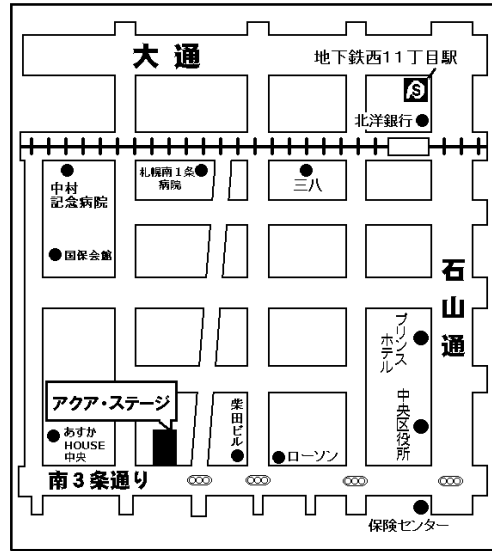 大通
地下鉄西11丁目駅
S
北洋銀行
中村
記念病院
札幌南1条
病院
三八
国保会館
石山通
プリンス
ホテル
アクア・ステージ
あすか
HOUSE
中央
柴田ビル
ローソン
中央区役所
南3条通り
保険センター